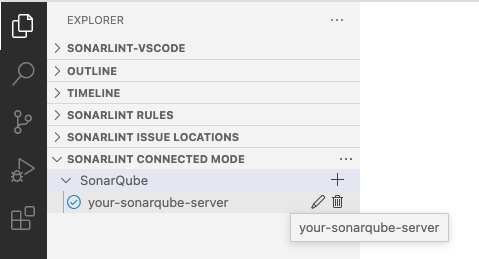 EXPLORER
SONARLINT-VSCODE
OUTLINE
TIMELINE
SONARLINT RULES
SONARLINT ISSUE LOCATIONS
SONARLINT CONNECTED MODE
SonarQube
your-sonarqube-server
your-sonarqube-server